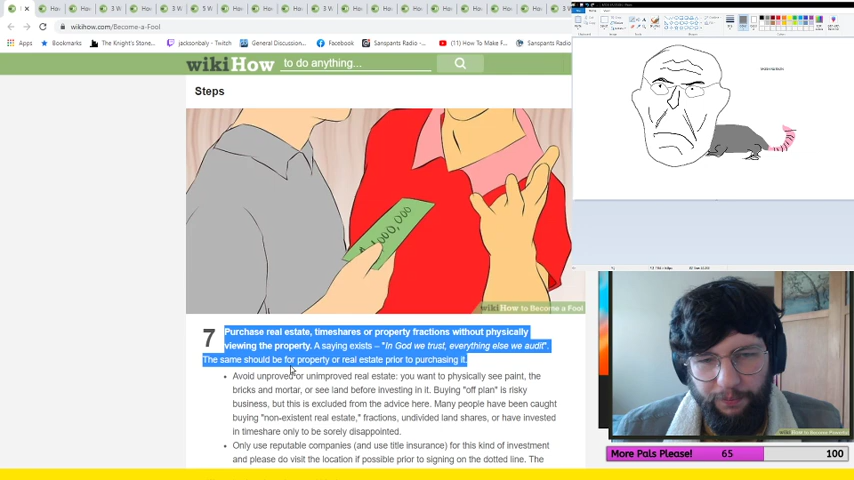 wikihow.com/Become-a-Fool
Apps
Bookmarks
The Knight's Stone...
jacksonbaly - Twitch
General Discussion...
Facebook
Sanspants Radio -...
(11) How To Make F...
Sanspants Radio
wikiHow to do anything...
Steps
$1,000,000
wikiHow to Become a Fool
7 Purchase real estate, timeshares or property fractions without physically
viewing the property. A saying exists – "In God we trust, everything else we audit".
The same should be for property or real estate prior to purchasing it.
Avoid unproved or unimproved real estate: you want to physically see paint, the
bricks and mortar, or see land before investing in it. Buying "off plan" is risky
business, but this is excluded from the advice here. Many people have been caught
buying "non-existent real estate," fractions, undivided land shares, or have invested
in timeshare only to be sorely disappointed.
Only use reputable companies (and use title insurance) for this kind of investment
and please do visit the location if possible prior to signing on the dotted line. The
wikiHow to Become Powerful
More Pals Please! 65 100